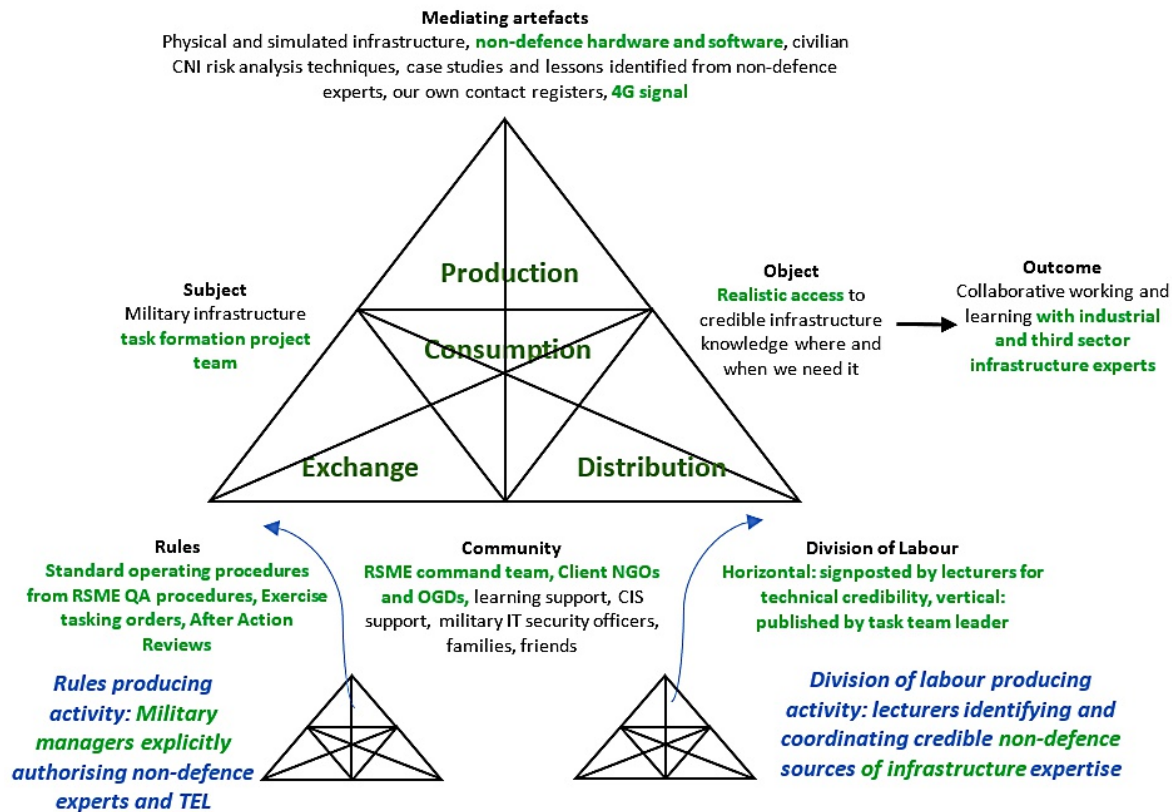 Mediating artefacts
Physical and simulated infrastructure, non-defence hardware and software, civilian
CNI risk analysis techniques, case studies and lessons identified from non-defence
experts, our own contact registers, 4G signal
Production
Subject
Military infrastructure
task formation project
team
Object
Realistic access to
credible infrastructure
knowledge where and
when we need it
Outcome
Collaborative working and
learning with industrial
and third sector
infrastructure experts
Consumption
Exchange
Distribution
Rules
Standard operating procedures
from RSME QA procedures, Exercise
tasking orders, After Action
Reviews
Community
RSME command team, Client NGOs
and OGDs, learning support, CIS
support, military IT security officers,
families, friends
Division of Labour
Horizontal: signposted by lecturers for
technical credibility, vertical:
published by task team leader
Rules producing
activity: Military
managers explicitly
authorising non-defence
experts and TEL
Division of labour producing
activity: lecturers identifying and
coordinating credible non-defence
sources of infrastructure expertise